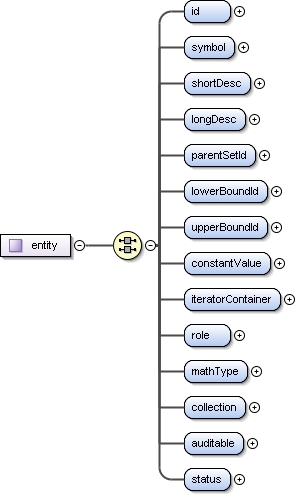 id
symbol
shortDesc
longDesc
parentSetId
lowerBoundId
upperBoundId
entity
constantValue
iteratorContainer
role
mathType
collection
auditable
status